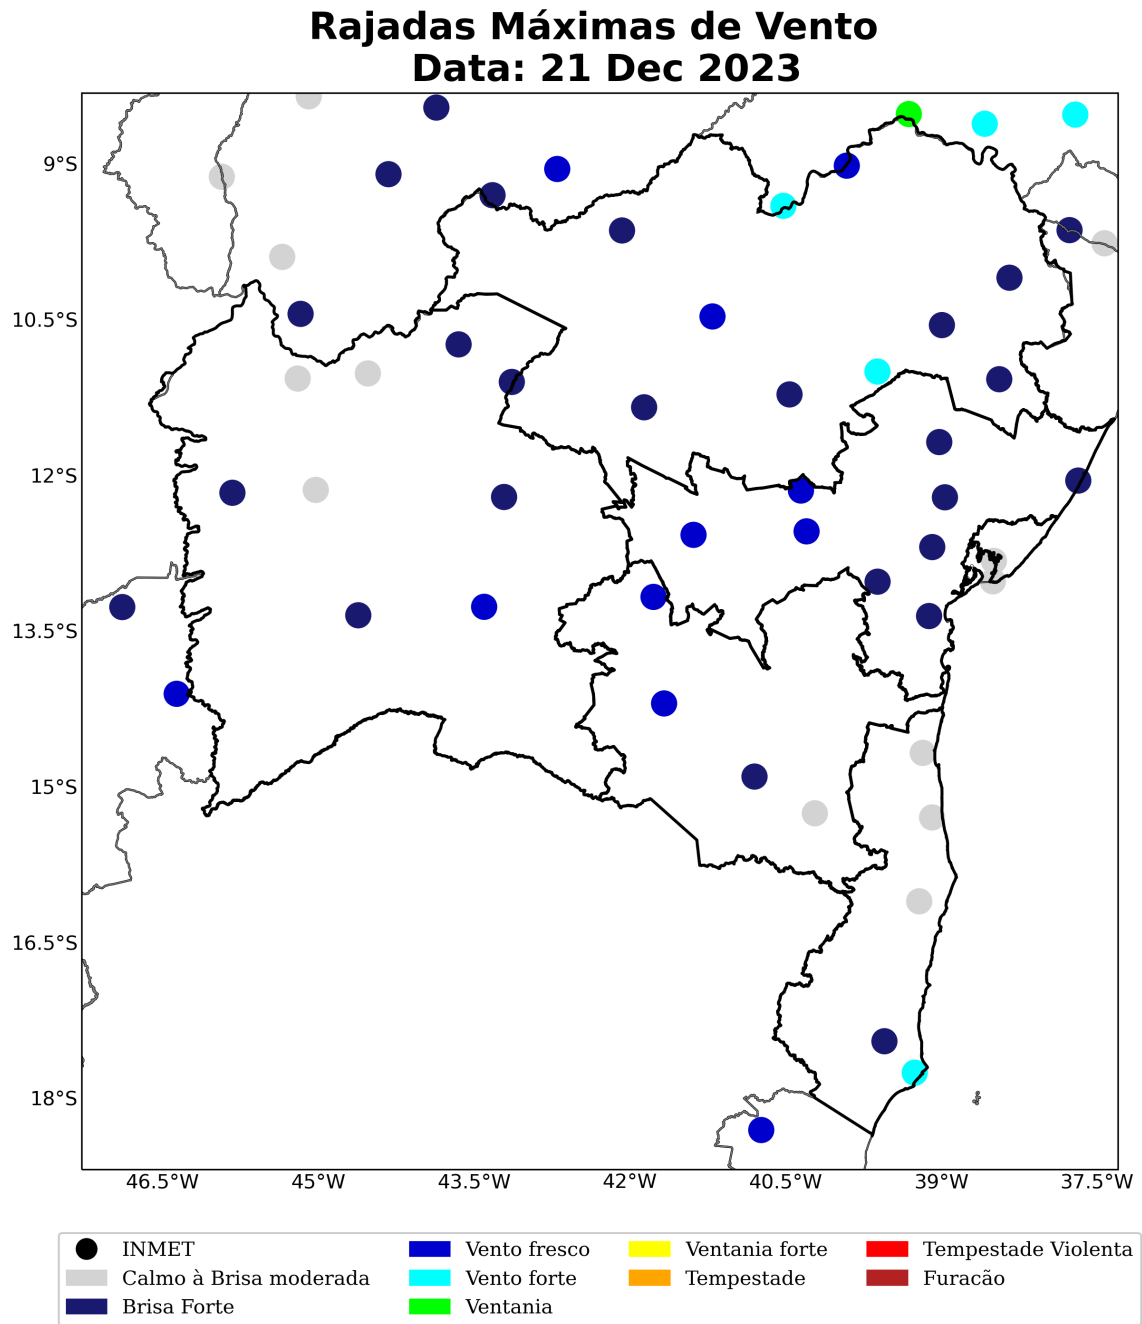 Rajadas Máximas de Vento
Data: 21 Dec 2023
9°S
10.5°S
12°S
13.5°S
15°S
16.5°S
18°S
46.5°W 45°W 43.5°W 42°W 40.5°W 39°W 37.5°W
INMET
Calmo à Brisa moderada
Brisa Forte
Vento fresco
Vento forte
Ventania
Ventania forte
Tempestade
Tempestade Violenta
Furacão